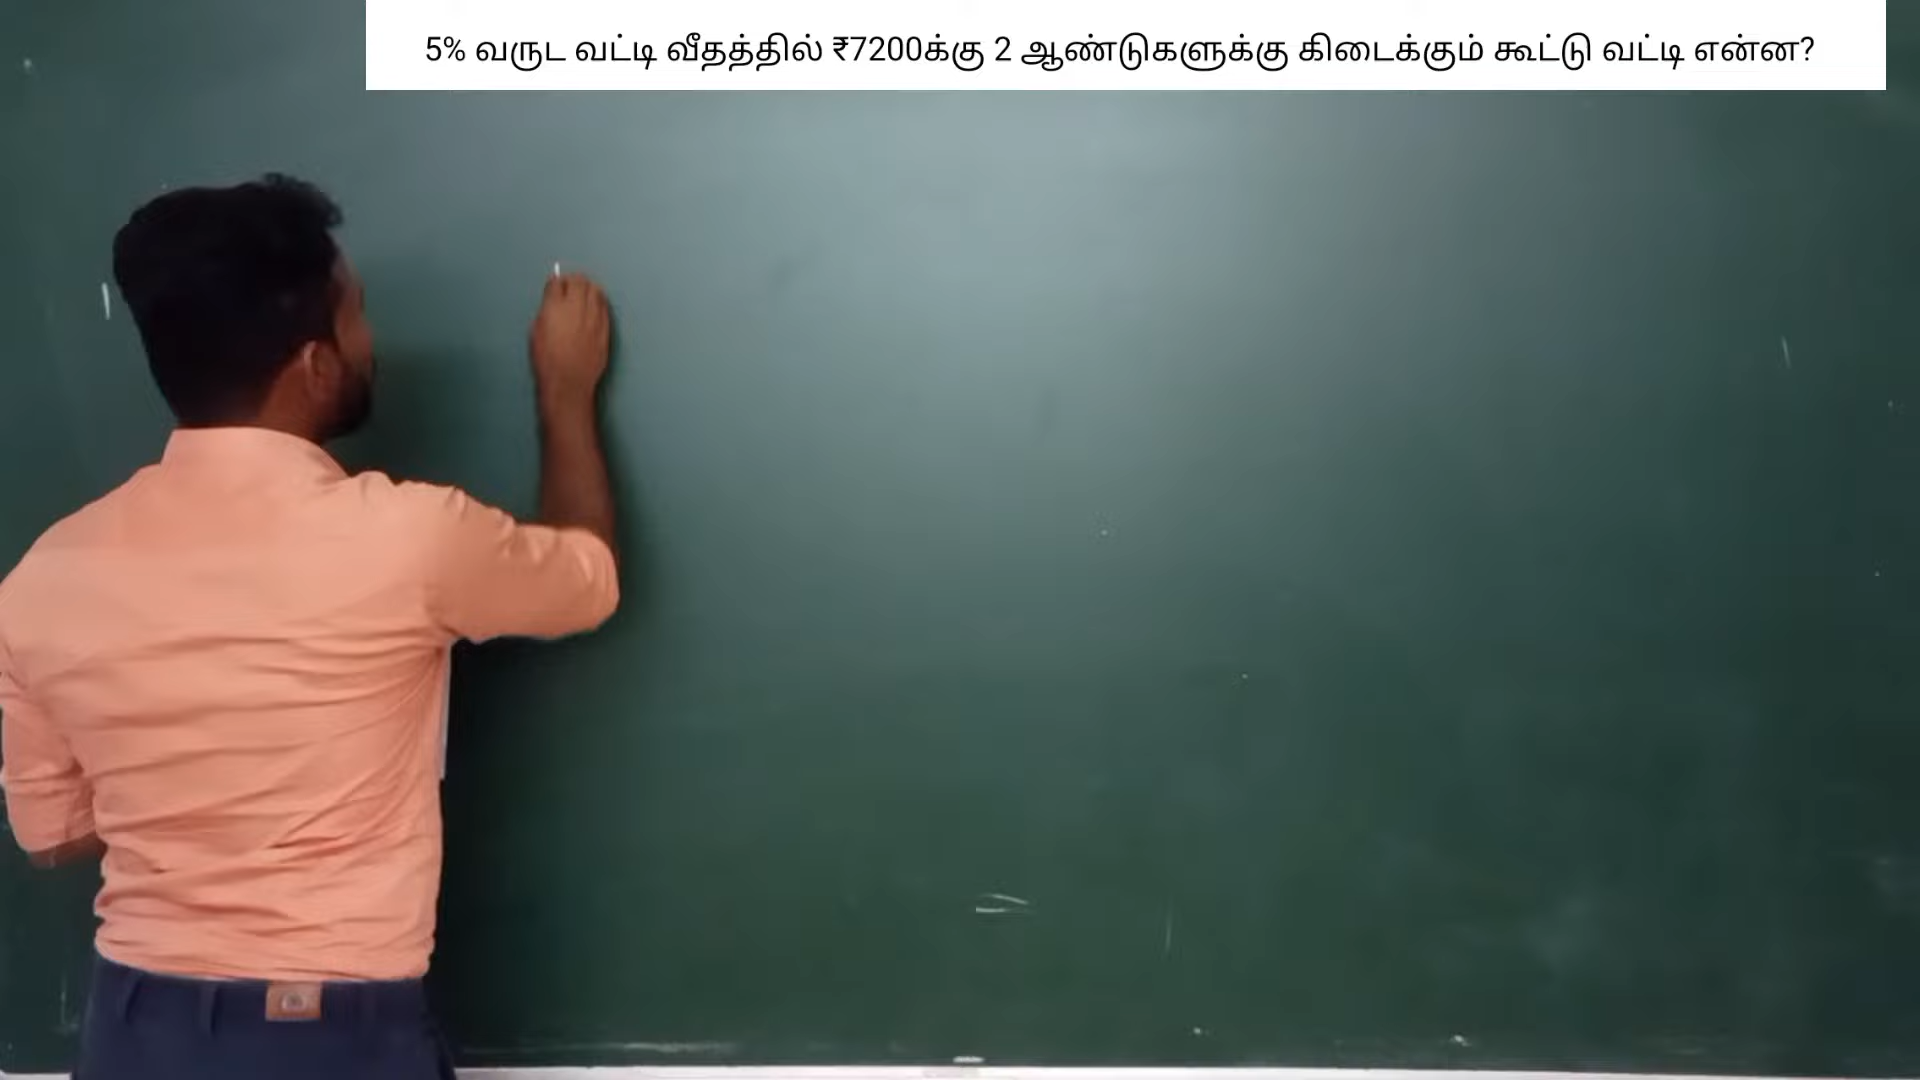 5% வருட வட்டி வீதத்தில் ₹7200க்கு 2 ஆண்டுகளுக்கு கிடைக்கும் கூட்டு வட்டி என்ன?